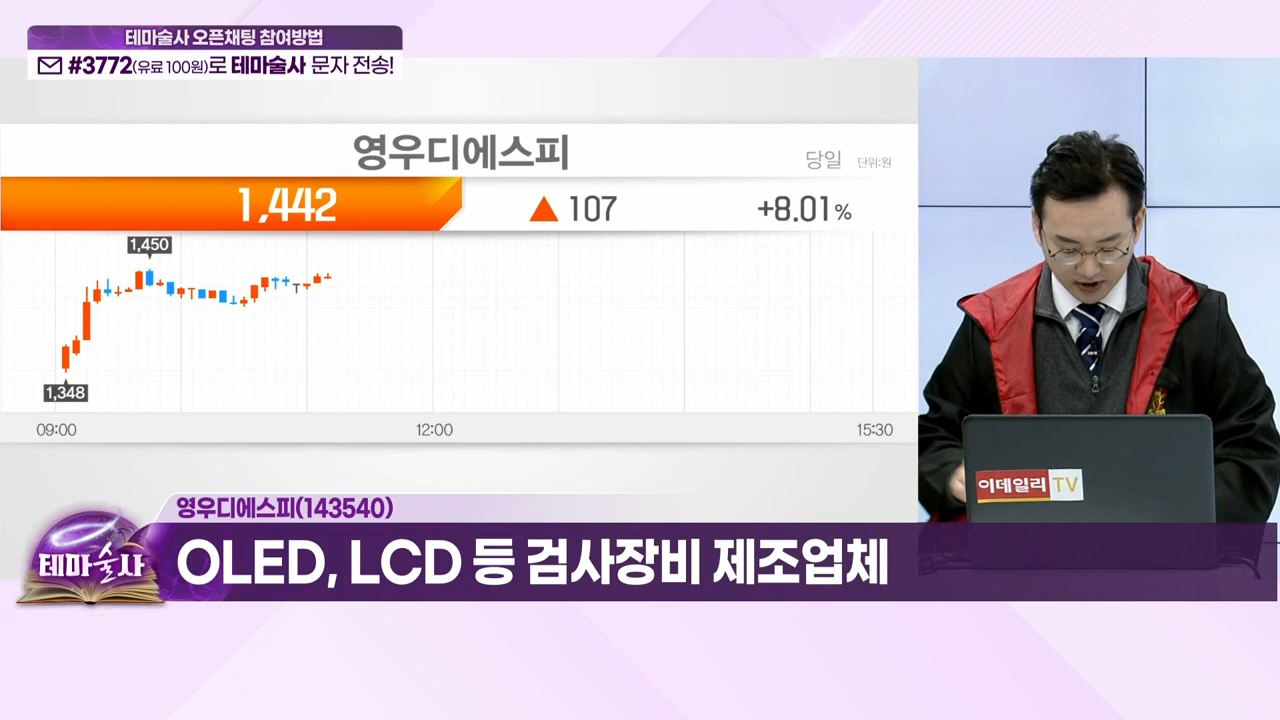 테마술사 오픈채팅 참여방법
#3772(유료 100원)로 테마술사 문자 전송!
영우디에스피
당일 단위:원
1,442 ▲ 107 +8.01%
1,450
1,348
09:00 12:00 15:30
이데일리 TV
영우디에스피(143540)
테마술사
OLED, LCD 등 검사장비 제조업체